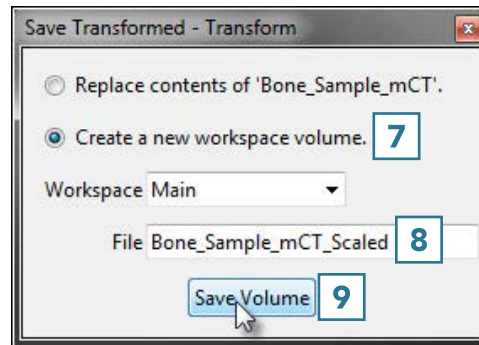 Save Transformed - Transform
Replace contents of 'Bone_Sample_mCT'.
Create a new workspace volume. 7
Workspace Main
File Bone_Sample_mCT_Scaled 8
Save Volume 9